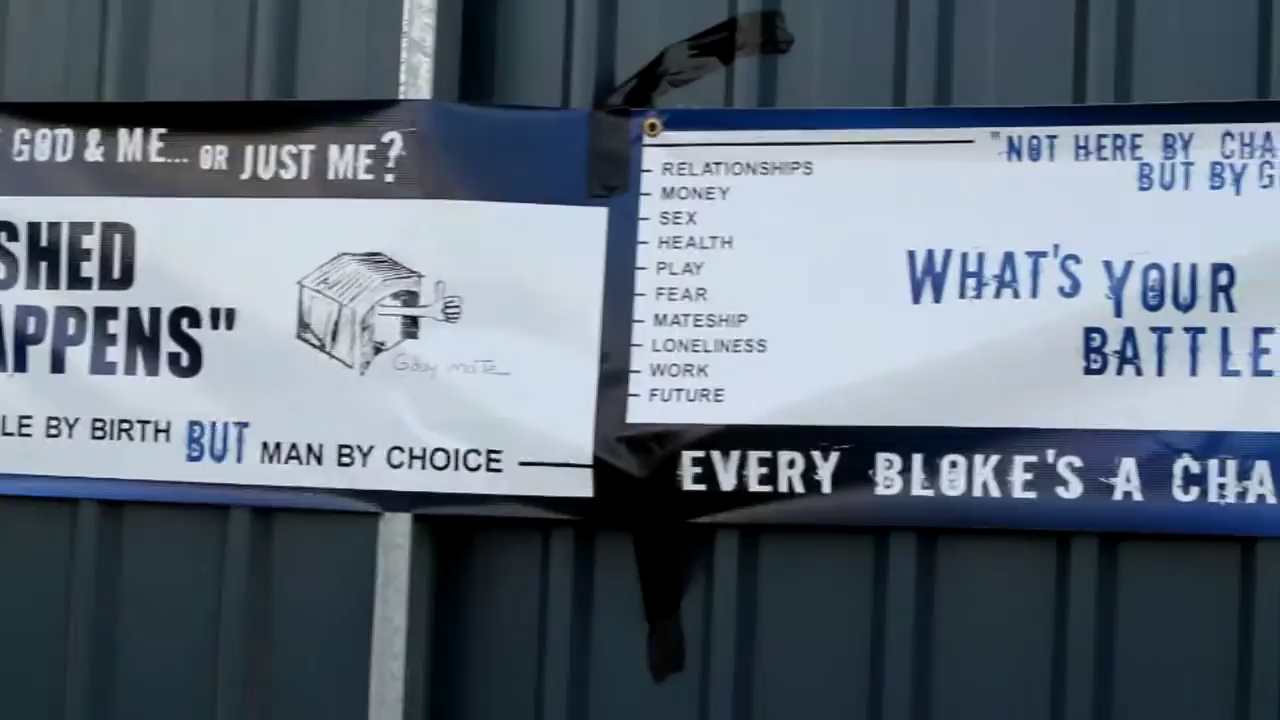 GOD & ME... OR JUST ME?
SHED
APPENS"
Gday mate
LE BY BIRTH BUT MAN BY CHOICE
"NOT HERE BY CHA
BUT BY G
RELATIONSHIPS
MONEY
SEX
HEALTH
PLAY
FEAR
MATESHIP
LONELINESS
WORK
FUTURE
WHAT'S YOUR
BATTLE
EVERY BLOKE'S A CHA